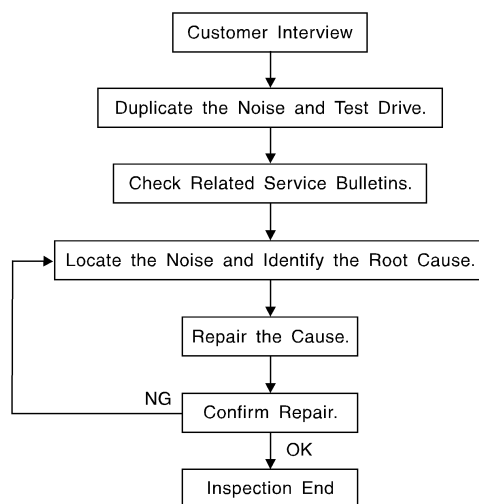 Customer Interview
Duplicate the Noise and Test Drive.
Check Related Service Bulletins.
Locate the Noise and Identify the Root Cause.
Repair the Cause.
NG
Confirm Repair.
OK
Inspection End